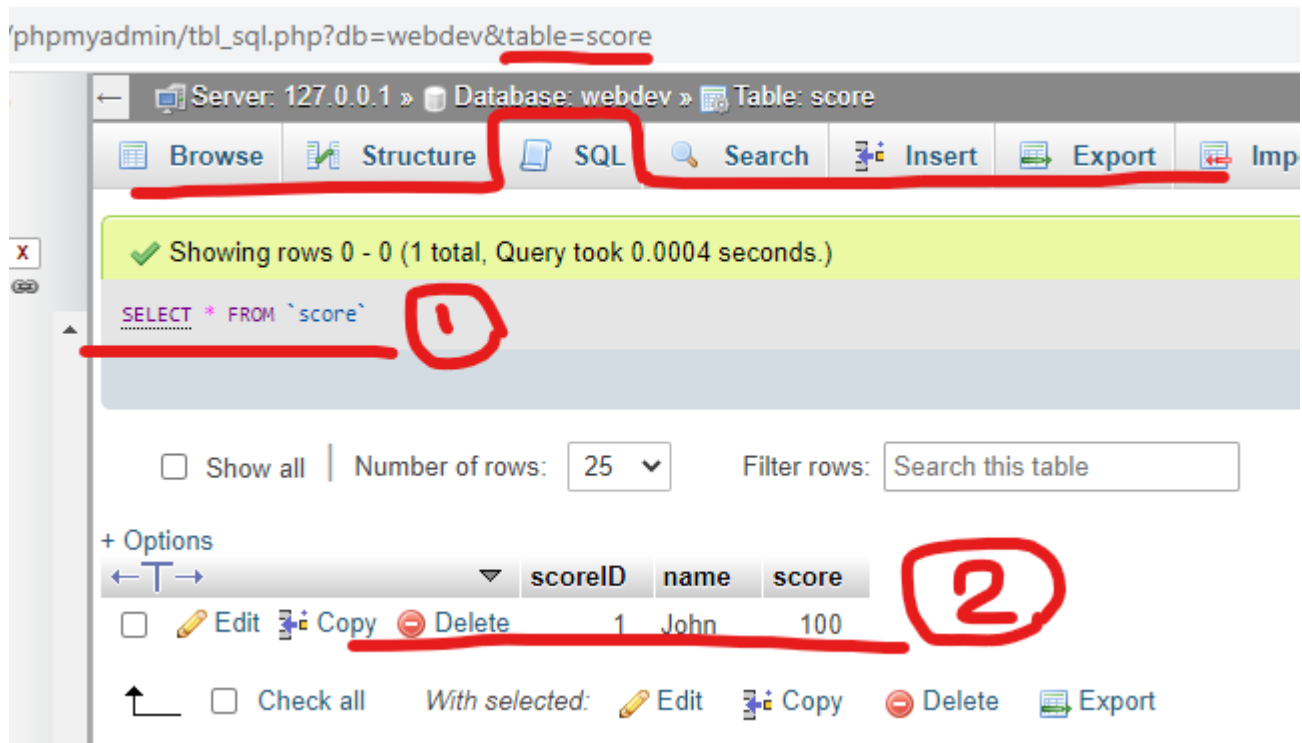 /phpmyadmin/tbl_sql.php?db=webdev&table=score
← Server: 127.0.0.1 » Database: webdev » Table: score
Browse Structure SQL Search Insert Export Imp
Showing rows 0 - 0 (1 total, Query took 0.0004 seconds.)
X
SELECT * FROM `score` 1
Show all Number of rows: 25 Filter rows: Search this table
+ Options
←T→ scoreID name score 2
Edit Copy Delete 1 John 100
Check all With selected: Edit Copy Delete Export